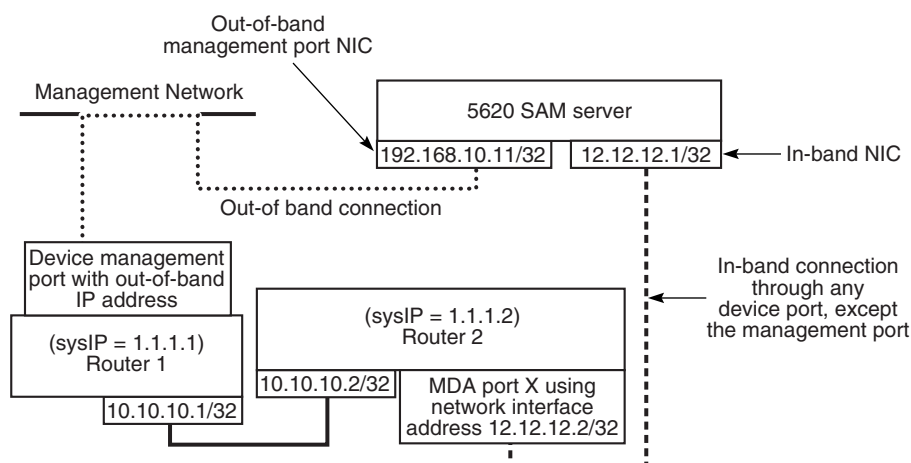 Out-of-band
management port NIC
Management Network
5620 SAM server
192.168.10.11/32
12.12.12.1/32
In-band NIC
Out-of band connection
Device management
port with out-of-band
IP address
In-band connection
through any
device port, except
the management port
(sysIP = 1.1.1.1)
Router 1
(sysIP = 1.1.1.2)
Router 2
10.10.10.1/32
10.10.10.2/32
MDA port X using
network interface
address 12.12.12.2/32